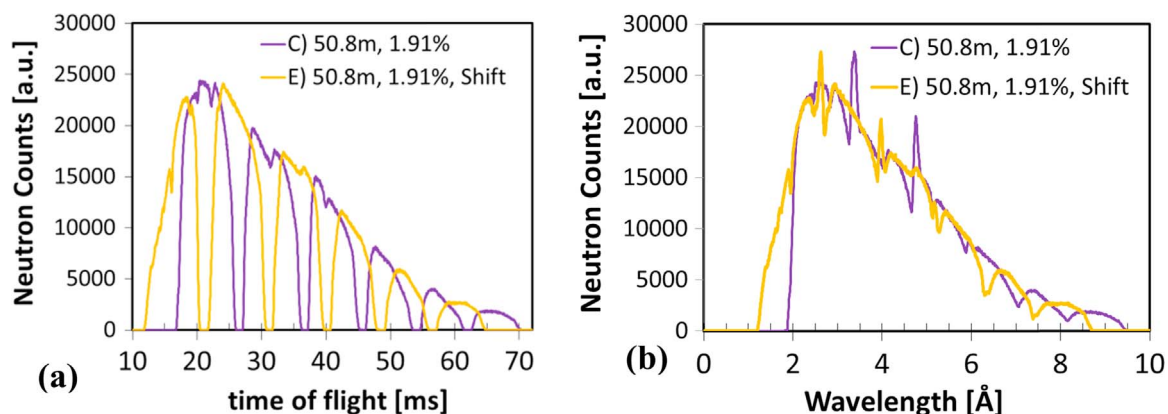 30000
25000
20000
15000
10000
5000
0
Neutron Counts [a.u.]
C) 50.8m, 1.91%
E) 50.8m, 1.91%, Shift
10 20 30 40 50 60 70
time of flight [ms]
(a)
30000
25000
20000
15000
10000
5000
0
Neutron Counts [a.u.]
C) 50.8m, 1.91%
E) 50.8m, 1.91%, Shift
0 2 4 6 8 10
Wavelength [Å]
(b)